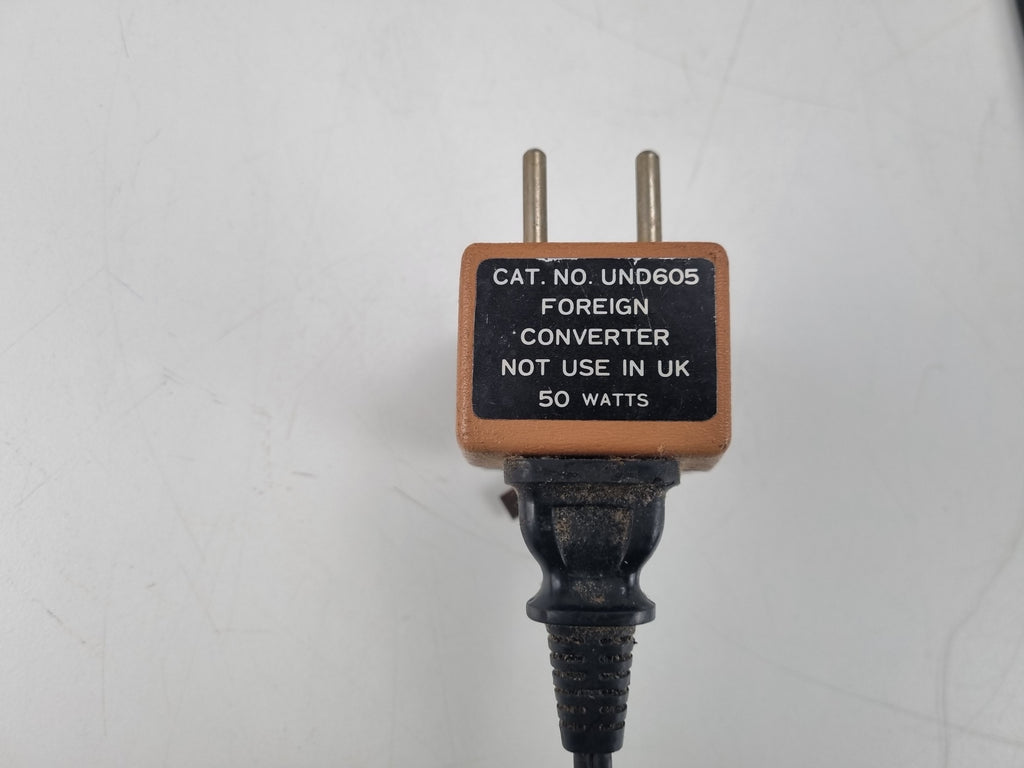 CAT. NO. UND605
FOREIGN
CONVERTER
NOT USE IN UK
50 WATTS